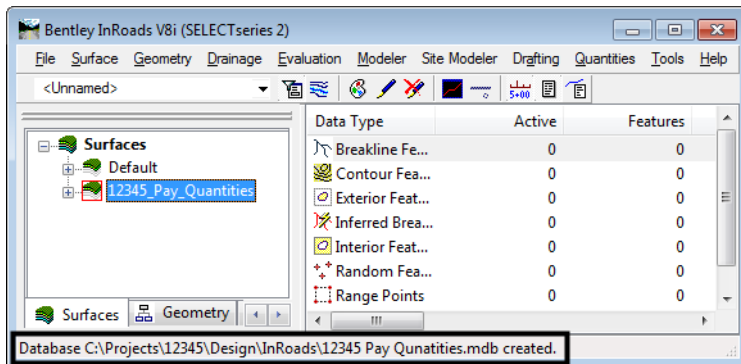 Bentley InRoads V8i (SELECTseries 2)
File Surface Geometry Drainage Evaluation Modeler Site Modeler Drafting Quantities Tools Help
<Unnamed>
5+00
Data Type Active Features
Surfaces
Default
12345_Pay_Quantities
Breakline Fe... 0 0
Contour Fea... 0 0
Exterior Feat... 0 0
Inferred Brea... 0 0
Interior Feat... 0 0
Random Fea... 0 0
Range Points 0 0
Surfaces Geometry
Database C:\Projects\12345\Design\InRoads\12345 Pay Qunatities.mdb created.